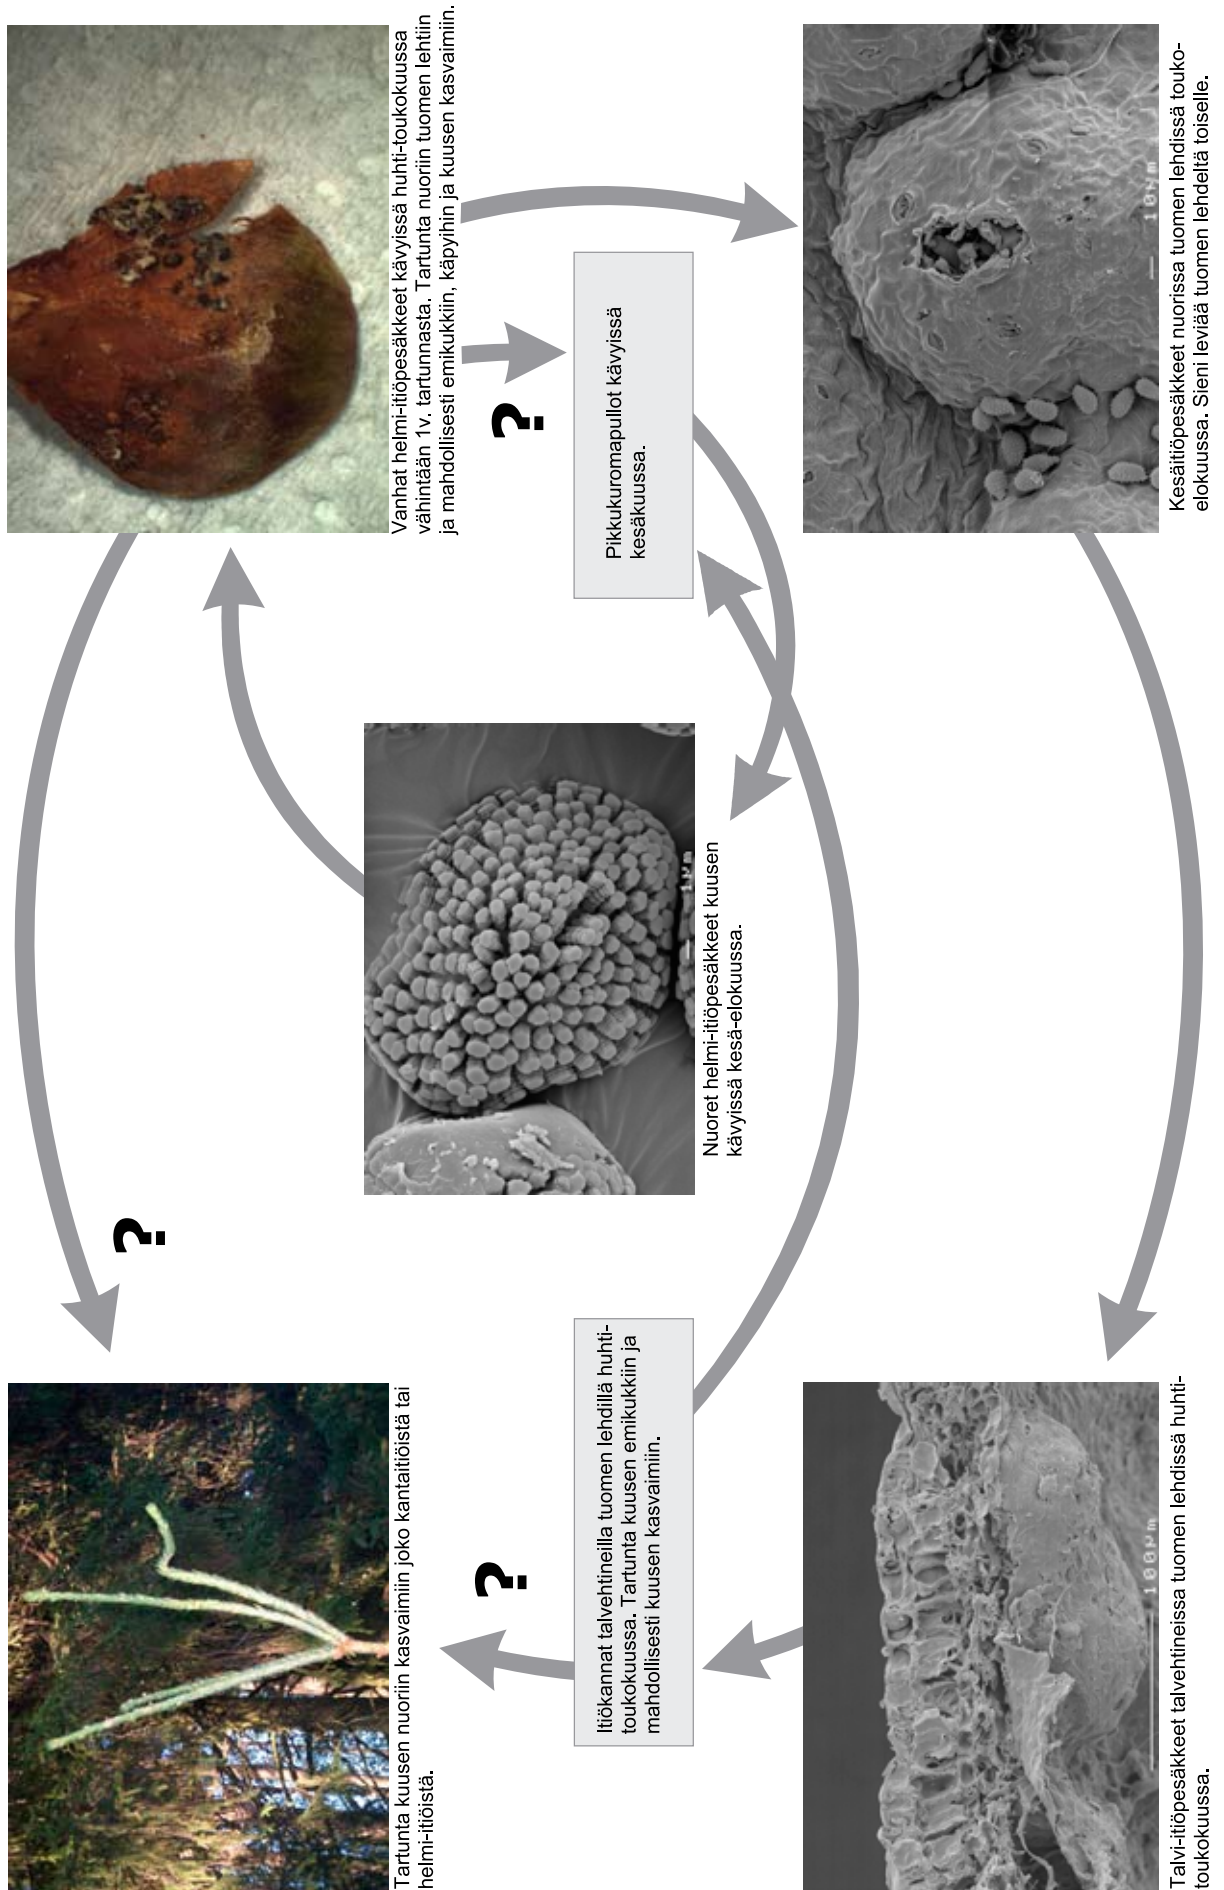 ?
Tartunta kuusen nuoriin kasvaimiin joko kantaitiöistä tai
helmi-itiöistä.
Vanhat helmi-itiöpesäkkeet kävyissä huhti-toukokuussa
vähintään 1v. tartunnasta. Tartunta nuoriin tuomen lehtiin
ja mahdollisesti emikukkiin, käpyihin ja kuusen kasvaimiin.
?
?
Itiökannat talvehtineilla tuomen lehdillä huhti-
toukokuussa. Tartunta kuusen emikukkiin ja
mahdollisesti kuusen kasvaimiin.
1µm
Nuoret helmi-itiöpesäkkeet kuusen
kävyissä kesä-elokuussa.
Pikkukuromapullot kävyissä
kesäkuussa.
100µm
Talvi-itiöpesäkkeet talvehtineissa tuomen lehdissä huhti-
toukokuussa.
10µm
Kesäitiöpesäkkeet nuorissa tuomen lehdissä touko-
elokuussa. Sieni leviää tuomen lehdeltä toiselle.